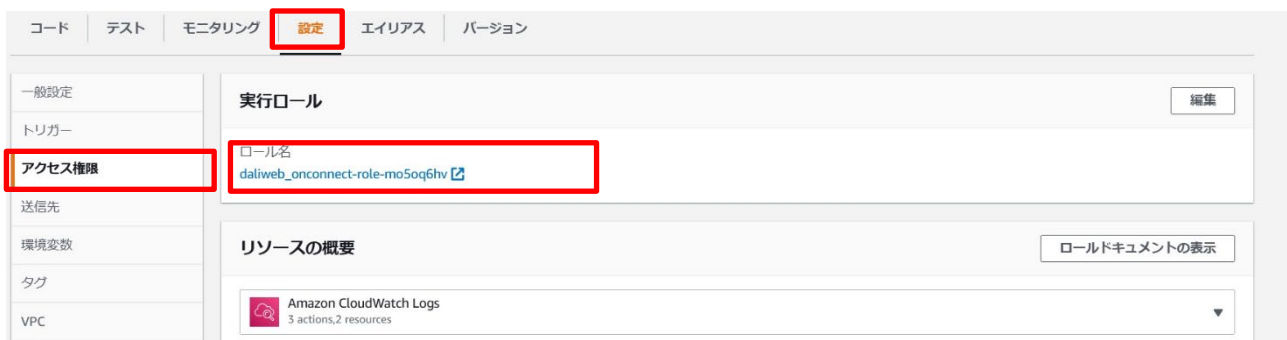 コード テスト モニタリング 設定 エイリアス バージョン
一般設定
トリガー
アクセス権限
送信先
環境変数
タグ
VPC
実行ロール 編集
ロール名
daliweb_onconnect-role-mo5oq6hv
リソースの概要 ロールドキュメントの表示
Amazon CloudWatch Logs
3 actions,2 resources